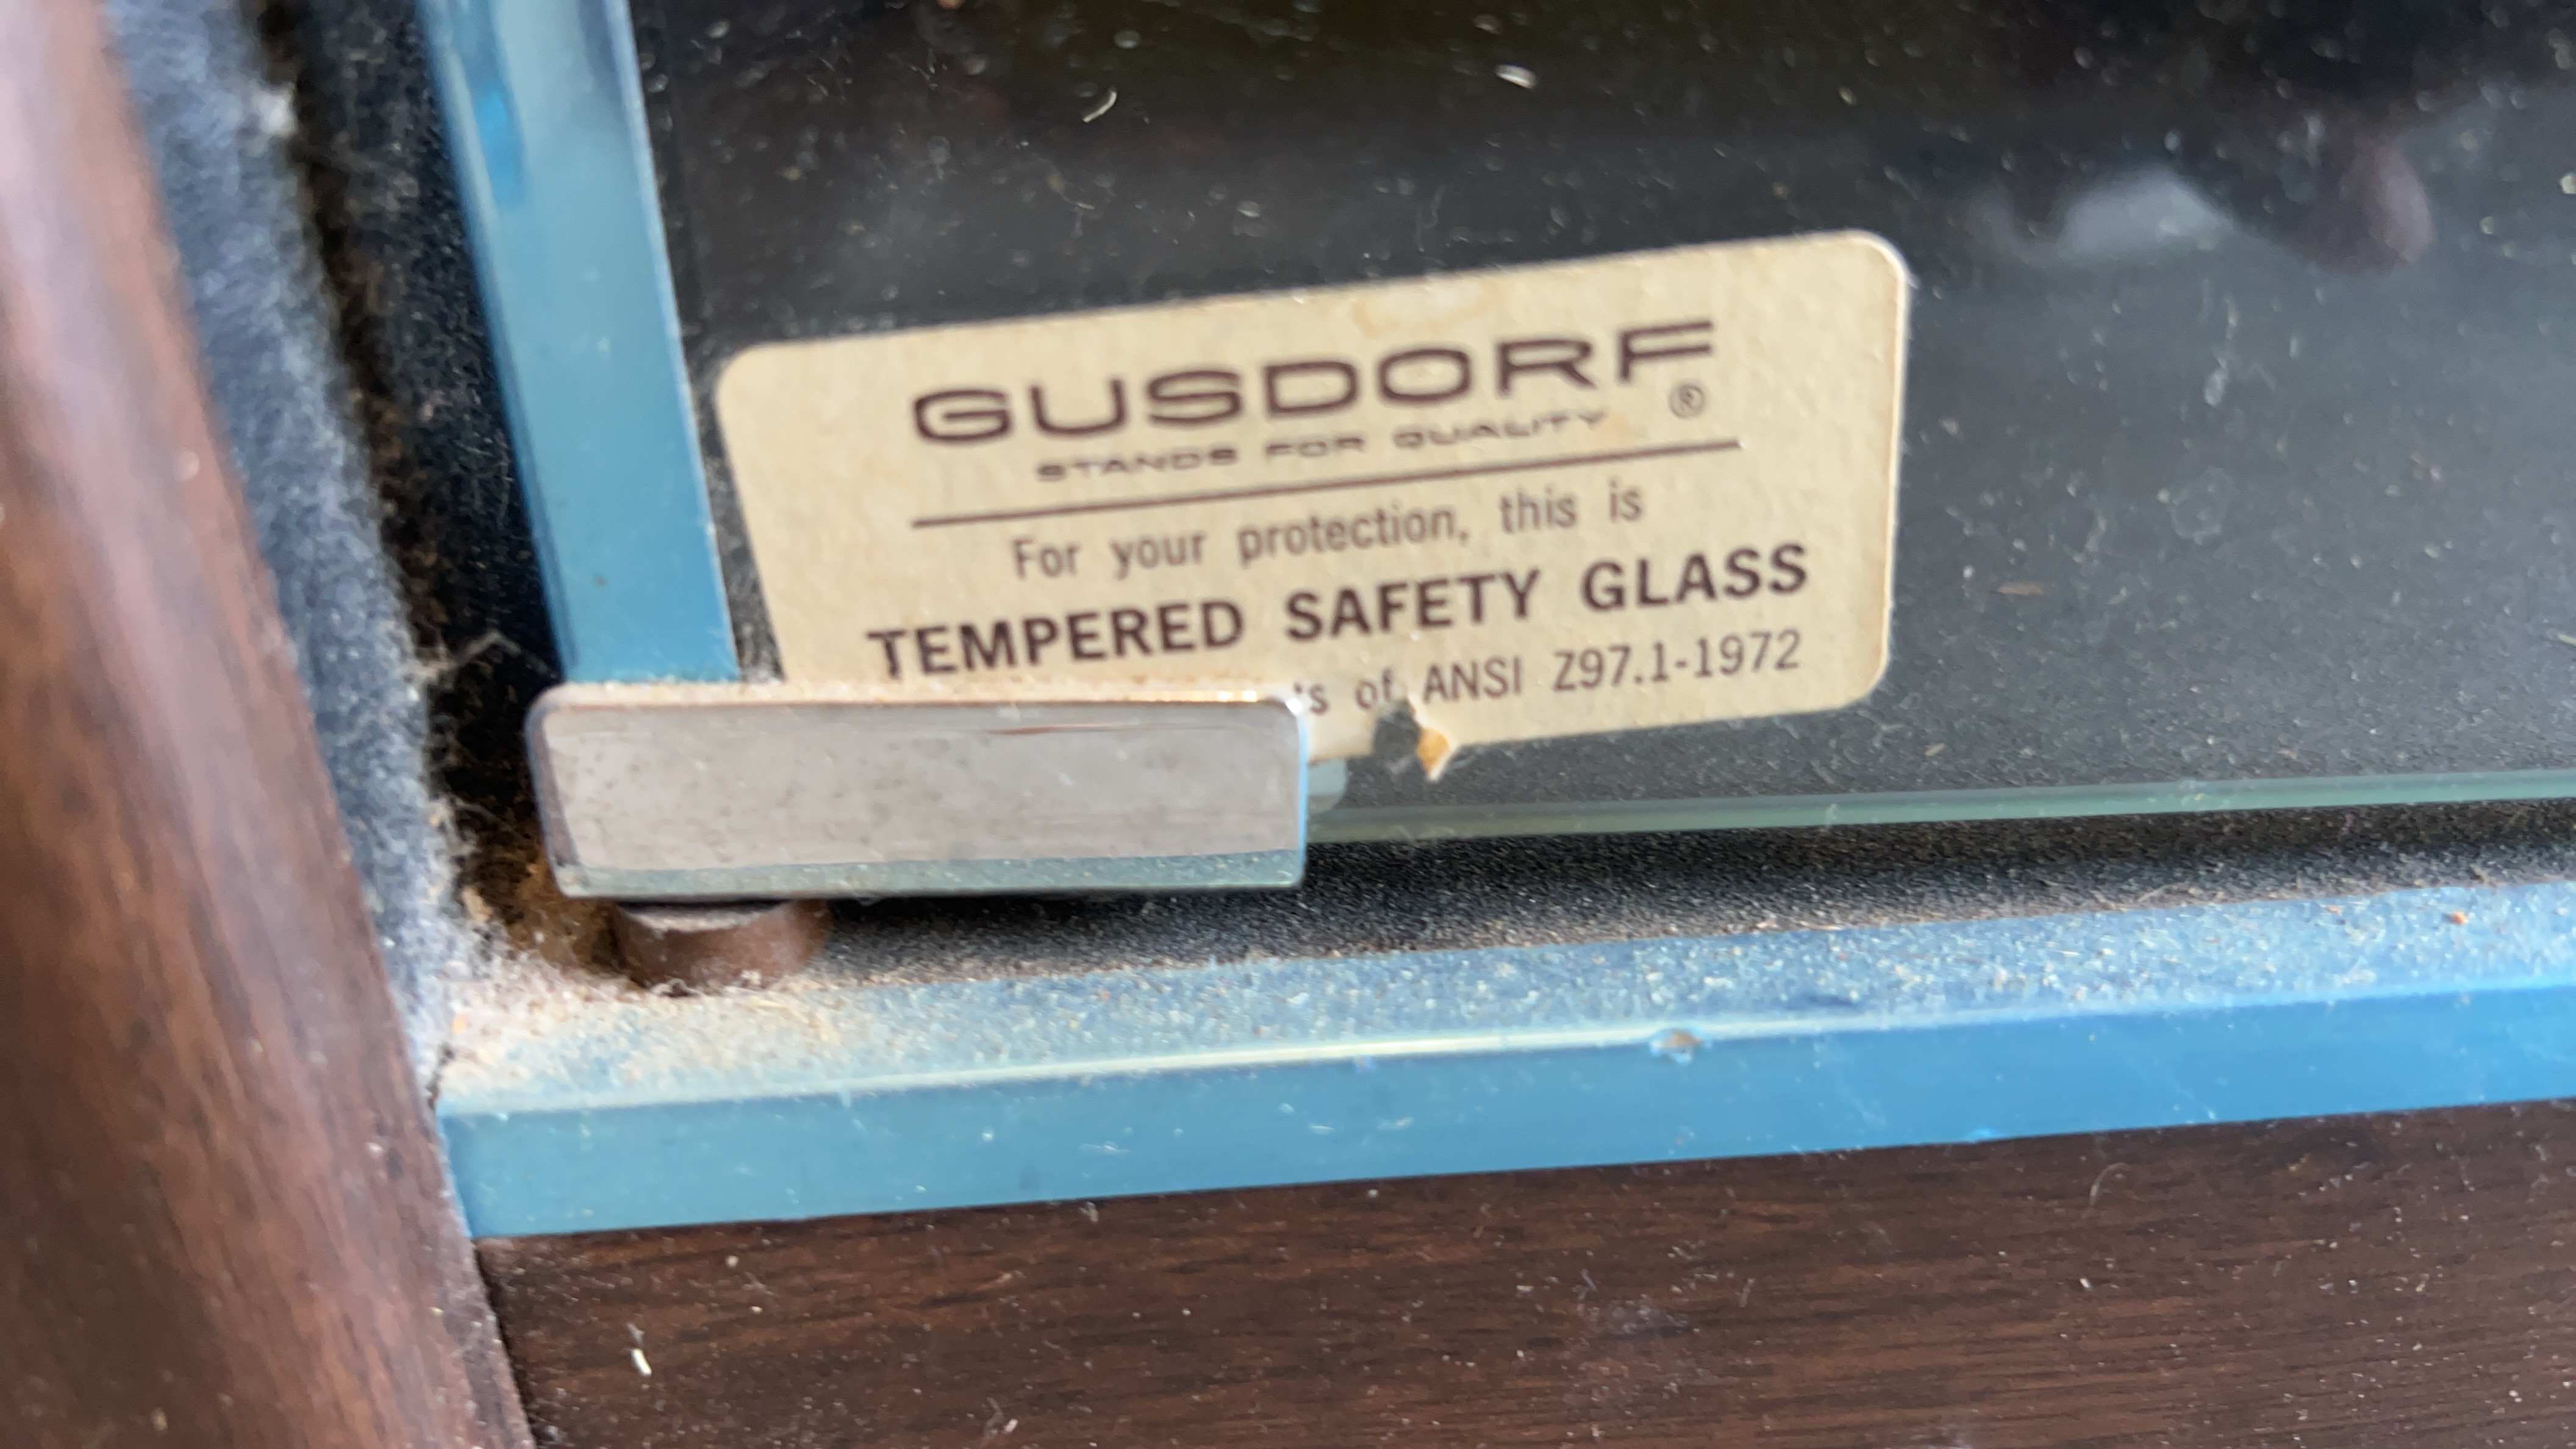 GUSDORF
STANDS FOR QUALITY ®
For your protection, this is
TEMPERED SAFETY GLASS
of ANSI Z97.1-1972